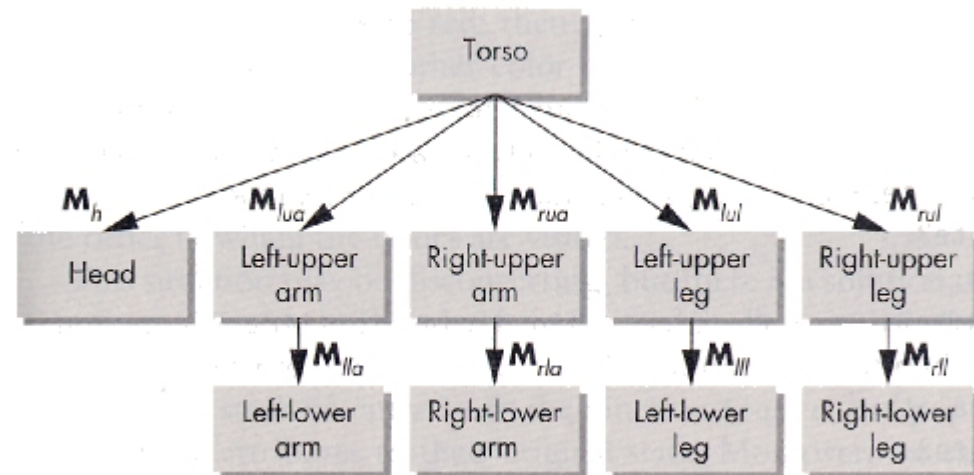 Torso
M_h
M_lua
M_rua
M_lul
M_rul
Head
Left-upper
arm
Right-upper
arm
Left-upper
leg
Right-upper
leg
M_lla
M_rla
M_lll
M_rll
Left-lower
arm
Right-lower
arm
Left-lower
leg
Right-lower
leg